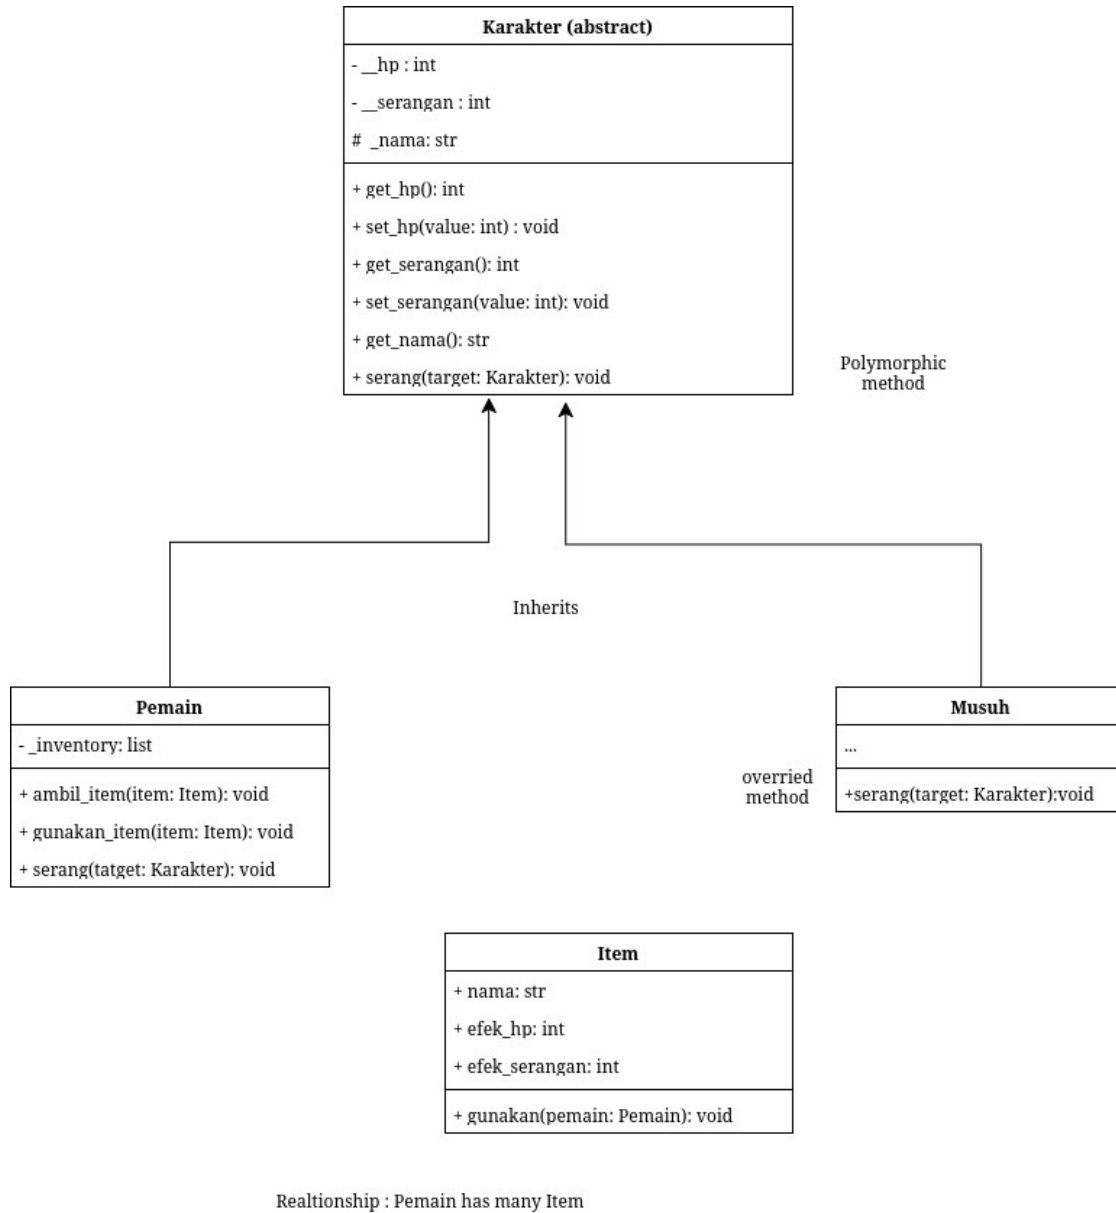 Karakter (abstract)
- __hp : int
- __serangan : int
# _nama: str
+ get_hp(): int
+ set_hp(value: int) : void
+ get_serangan(): int
+ set_serangan(value: int): void
+ get_nama(): str
+ serang(target: Karakter): void
Polymorphic
method
Inherits
Pemain
- _inventory: list
+ ambil_item(item: Item): void
+ gunakan_item(item: Item): void
+ serang(tatget: Karakter): void
overried
method
Musuh
...
+serang(target: Karakter):void
Item
+ nama: str
+ efek_hp: int
+ efek_serangan: int
+ gunakan(pemain: Pemain): void
Realtionship : Pemain has many Item